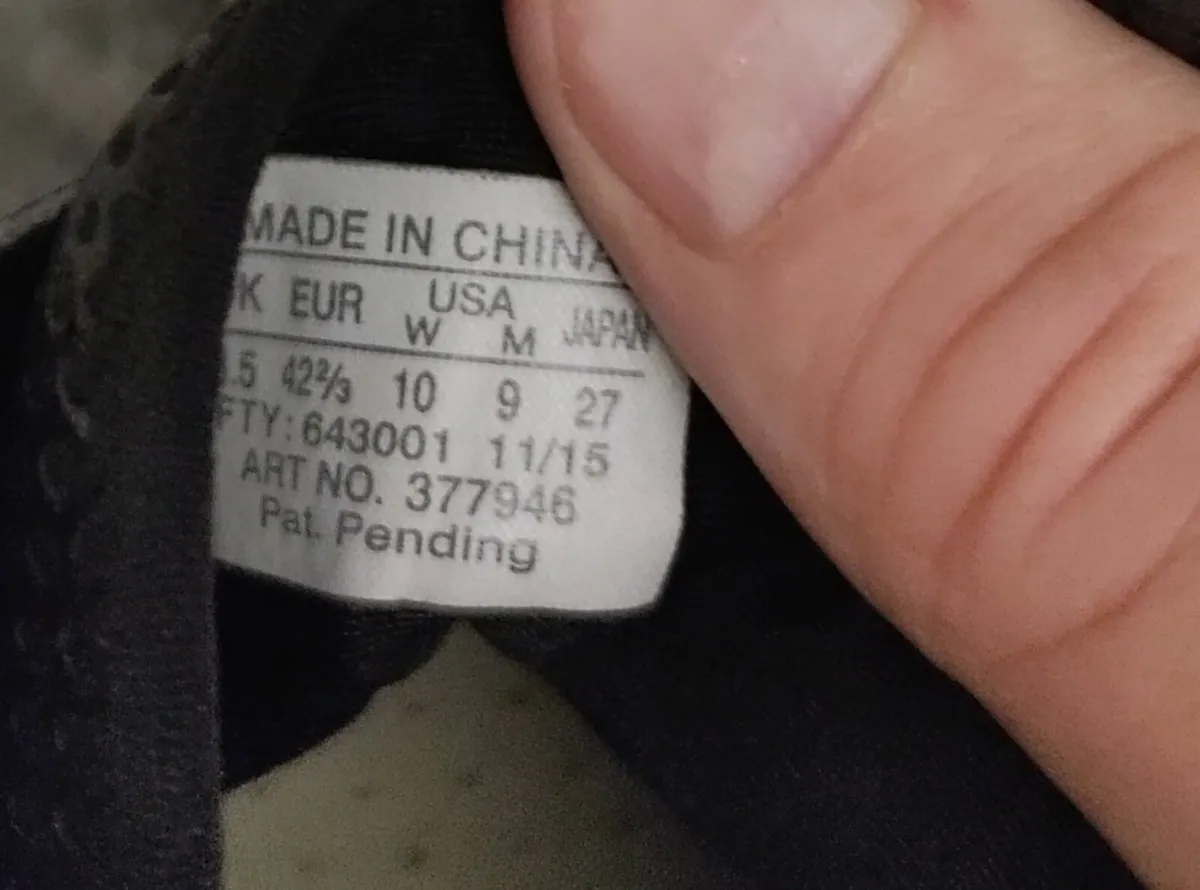 MADE IN CHINA
K EUR USA JAPAN
W M
.5 42⅔ 10 9 27
FTY: 643001 11/15
ART NO. 377946
Pat. Pending